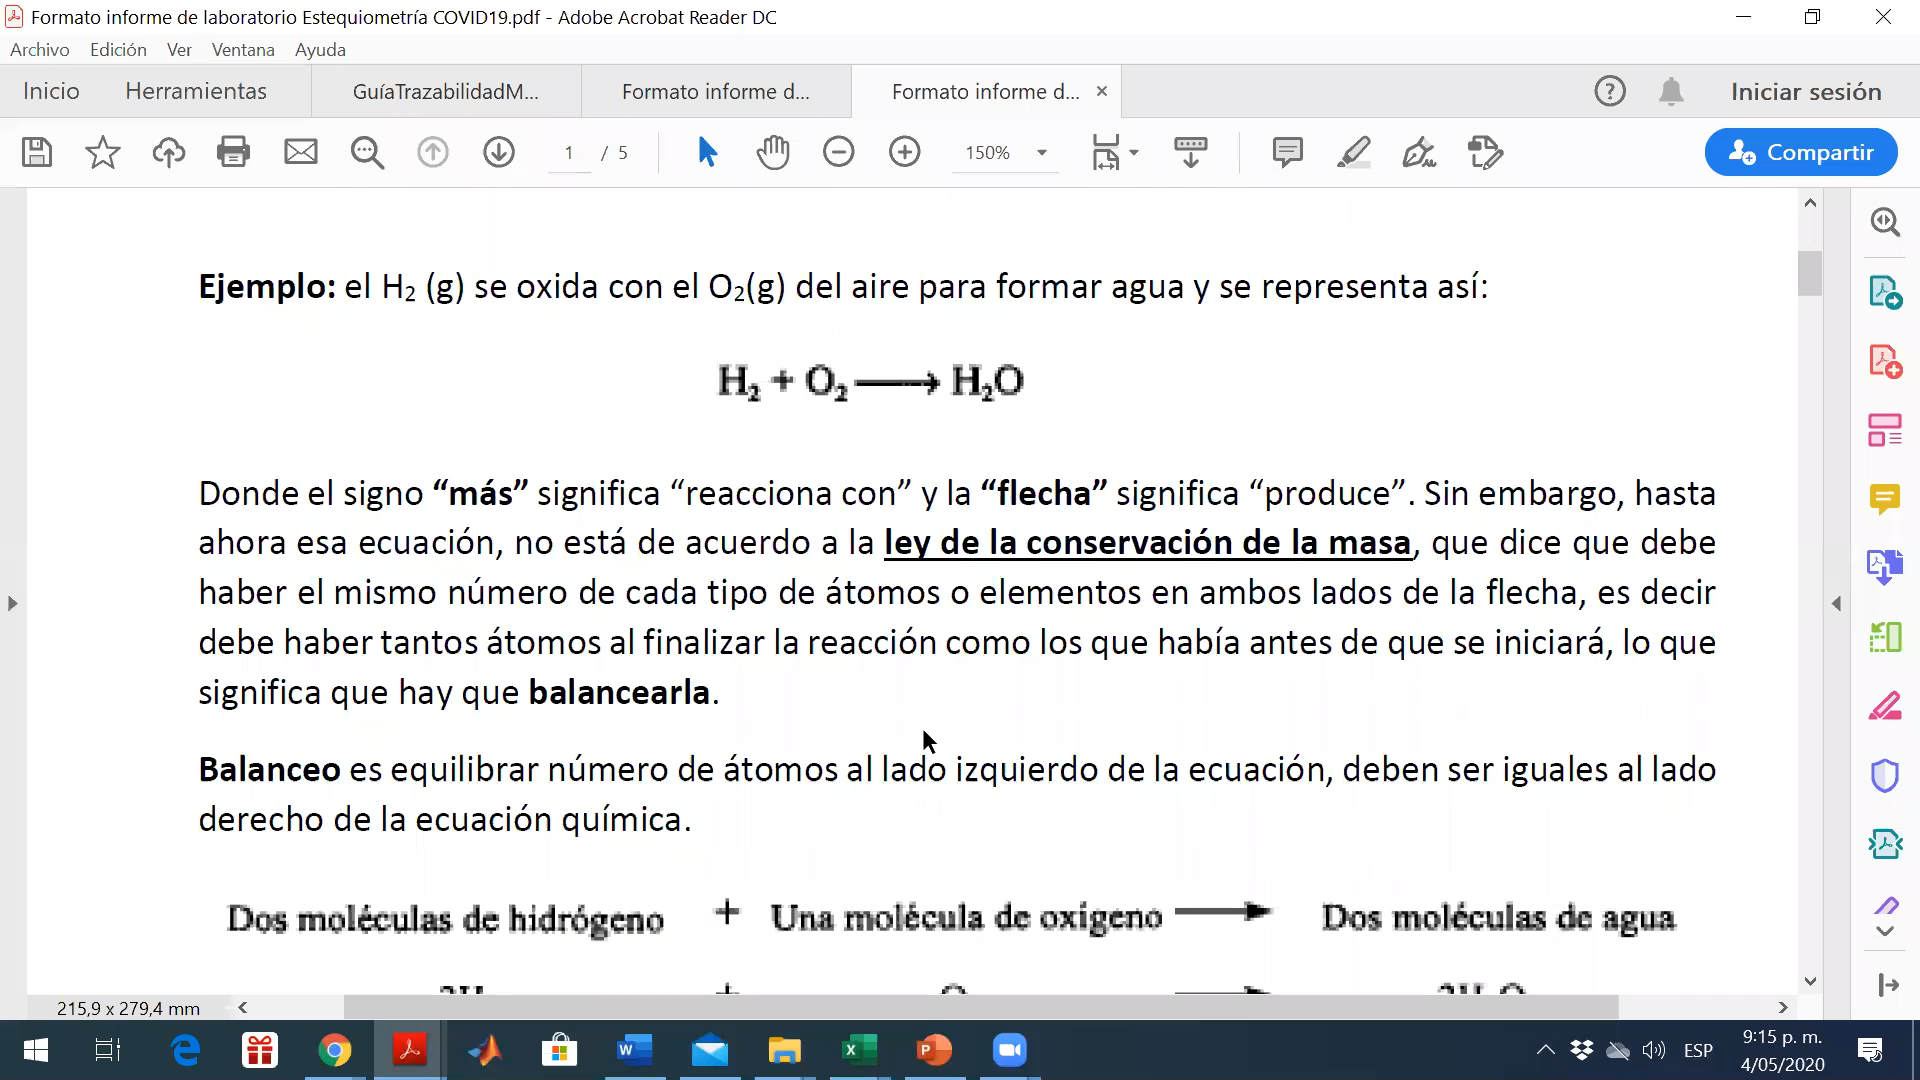 Formato informe de laboratorio Estequiometría COVID19.pdf - Adobe Acrobat Reader DC
Archivo Edición Ver Ventana Ayuda
Inicio Herramientas GuíaTrazabilidadM... Formato informe d... Formato informe d... Iniciar sesión
1 / 5 150% Compartir
Ejemplo: el H₂ (g) se oxida con el O₂(g) del aire para formar agua y se representa así:
H₂ + O₂ ⟶ H₂O
Donde el signo “más” significa “reacciona con” y la “flecha” significa “produce”. Sin embargo, hasta
ahora esa ecuación, no está de acuerdo a la ley de la conservación de la masa, que dice que debe
haber el mismo número de cada tipo de átomos o elementos en ambos lados de la flecha, es decir
debe haber tantos átomos al finalizar la reacción como los que había antes de que se iniciará, lo que
significa que hay que balancearla.
Balanceo es equilibrar número de átomos al lado izquierdo de la ecuación, deben ser iguales al lado
derecho de la ecuación química.
Dos moléculas de hidrógeno + Una molécula de oxígeno ⟶ Dos moléculas de agua
215,9 x 279,4 mm
ESP
9:15 p. m.
4/05/2020